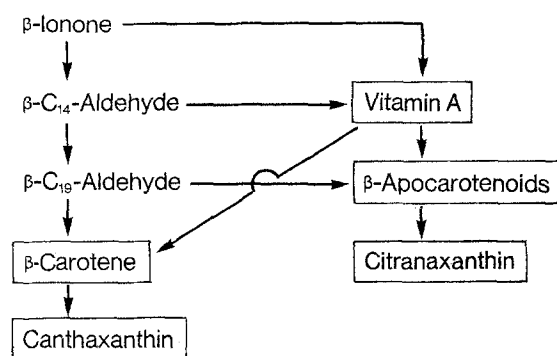 β-Ionone
β-C₁₄-Aldehyde
Vitamin A
β-C₁₉-Aldehyde
β-Apocarotenoids
β-Carotene
Citranaxanthin
Canthaxanthin